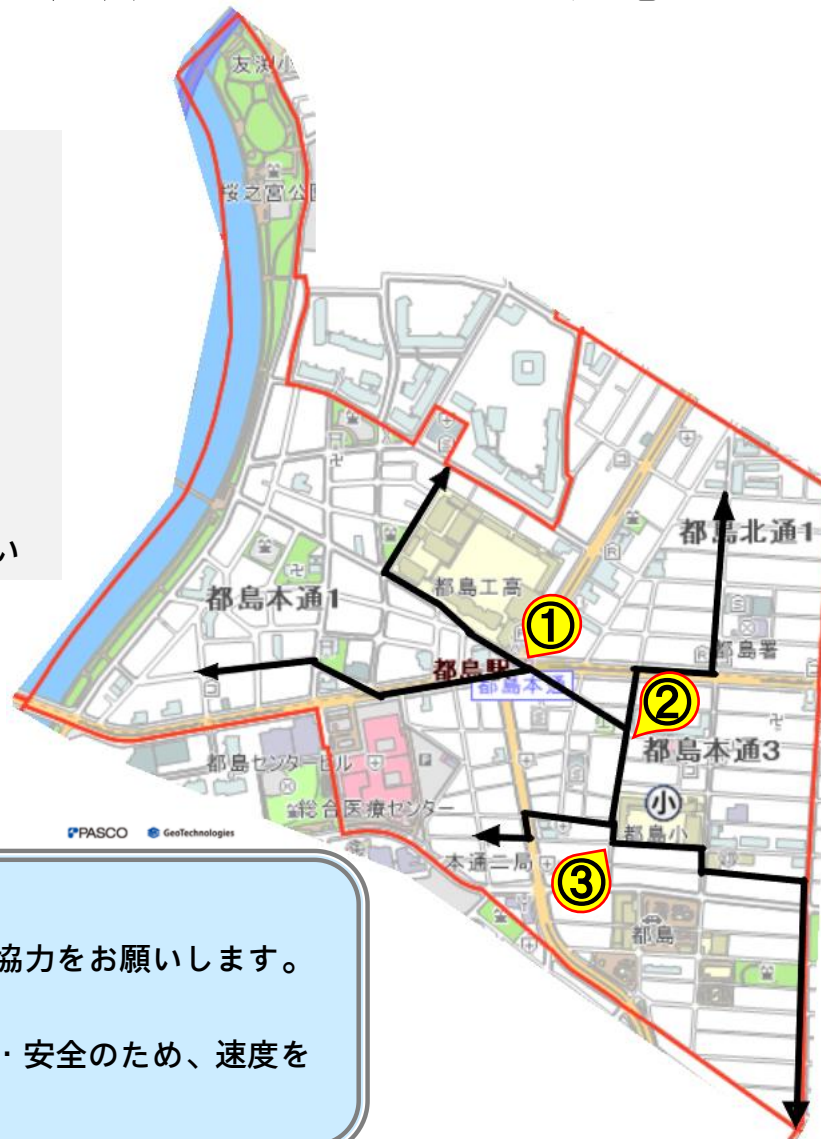 友渕小
桜之宮公
い
都島北通1
都島本通1
都島工高
①
都島駅
都島署
都島本通
②
都島本通3
都島センタービル
小
総合医療センター
都島小
PASCO GeoTechnologies
本通二局
③
都島
協力をお願いします。
・安全のため、速度を